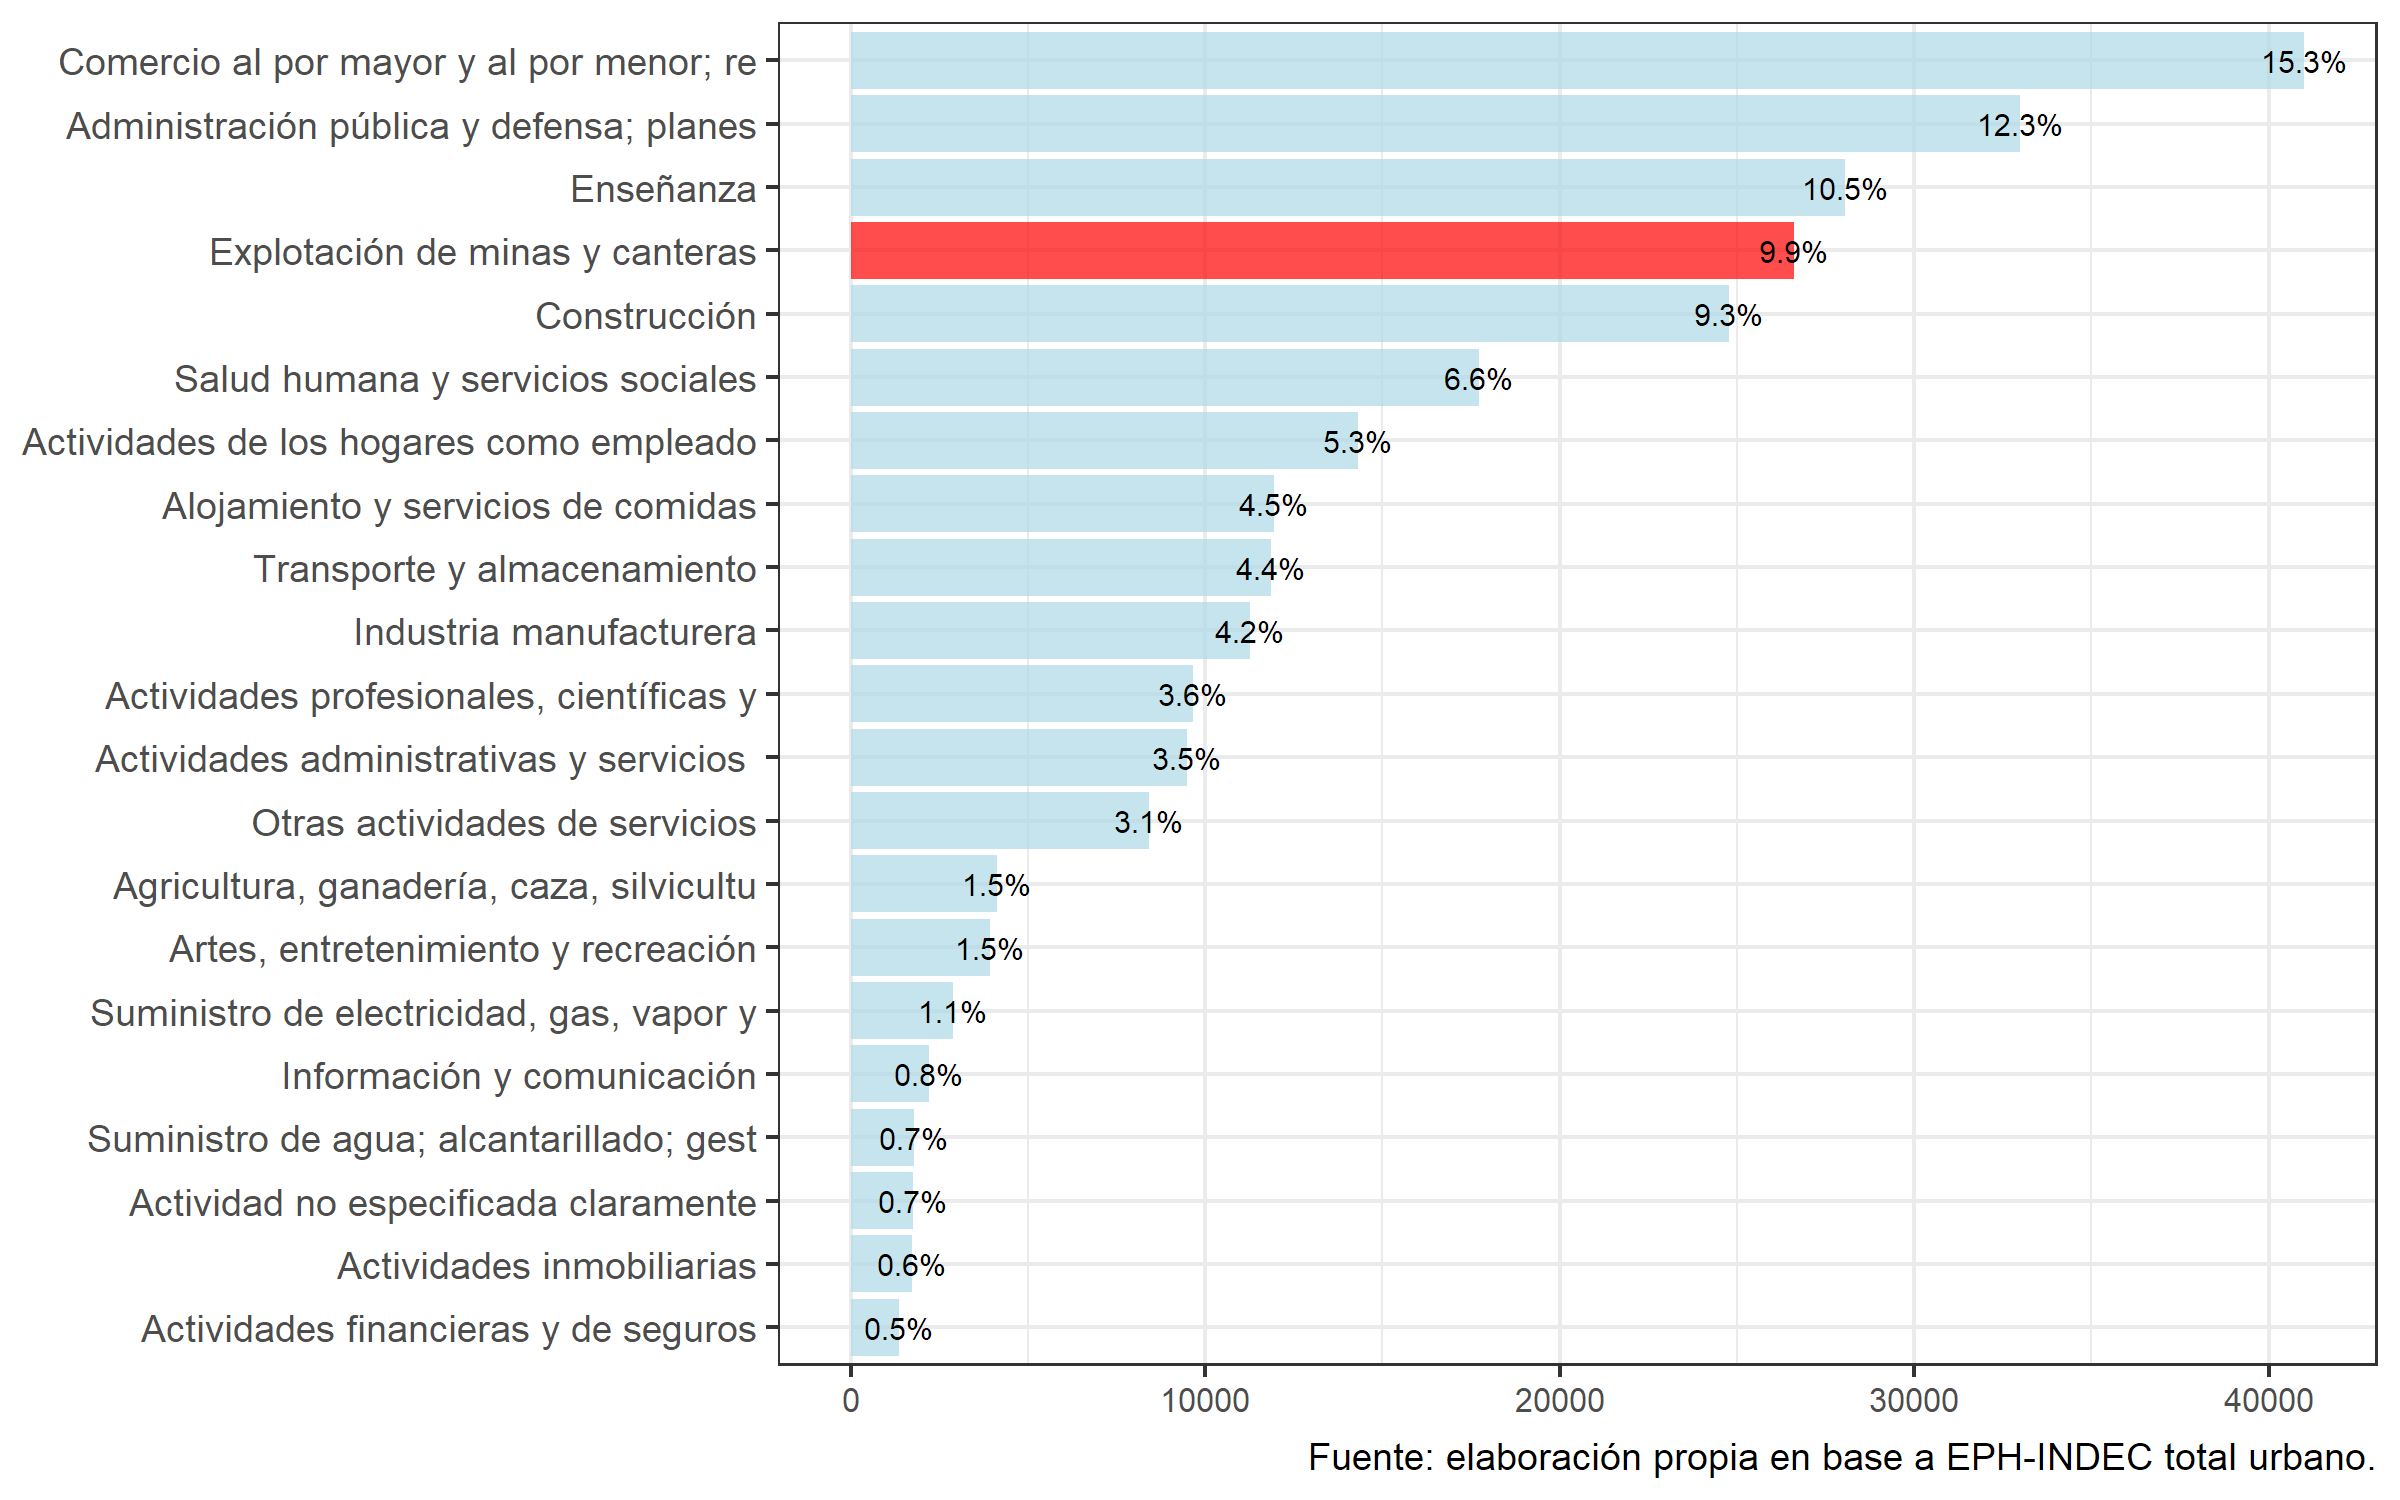 Comercio al por mayor y al por menor; re 15.3%
Administración pública y defensa; planes 12.3%
Enseñanza 10.5%
Explotación de minas y canteras 9.9%
Construcción 9.3%
Salud humana y servicios sociales 6.6%
Actividades de los hogares como empleado 5.3%
Alojamiento y servicios de comidas 4.5%
Transporte y almacenamiento 4.4%
Industria manufacturera 4.2%
Actividades profesionales, científicas y 3.6%
Actividades administrativas y servicios 3.5%
Otras actividades de servicios 3.1%
Agricultura, ganadería, caza, silvicultu 1.5%
Artes, entretenimiento y recreación 1.5%
Suministro de electricidad, gas, vapor y 1.1%
Información y comunicación 0.8%
Suministro de agua; alcantarillado; gest 0.7%
Actividad no especificada claramente 0.7%
Actividades inmobiliarias 0.6%
Actividades financieras y de seguros 0.5%
0 10000 20000 30000 40000
Fuente: elaboración propia en base a EPH-INDEC total urbano.